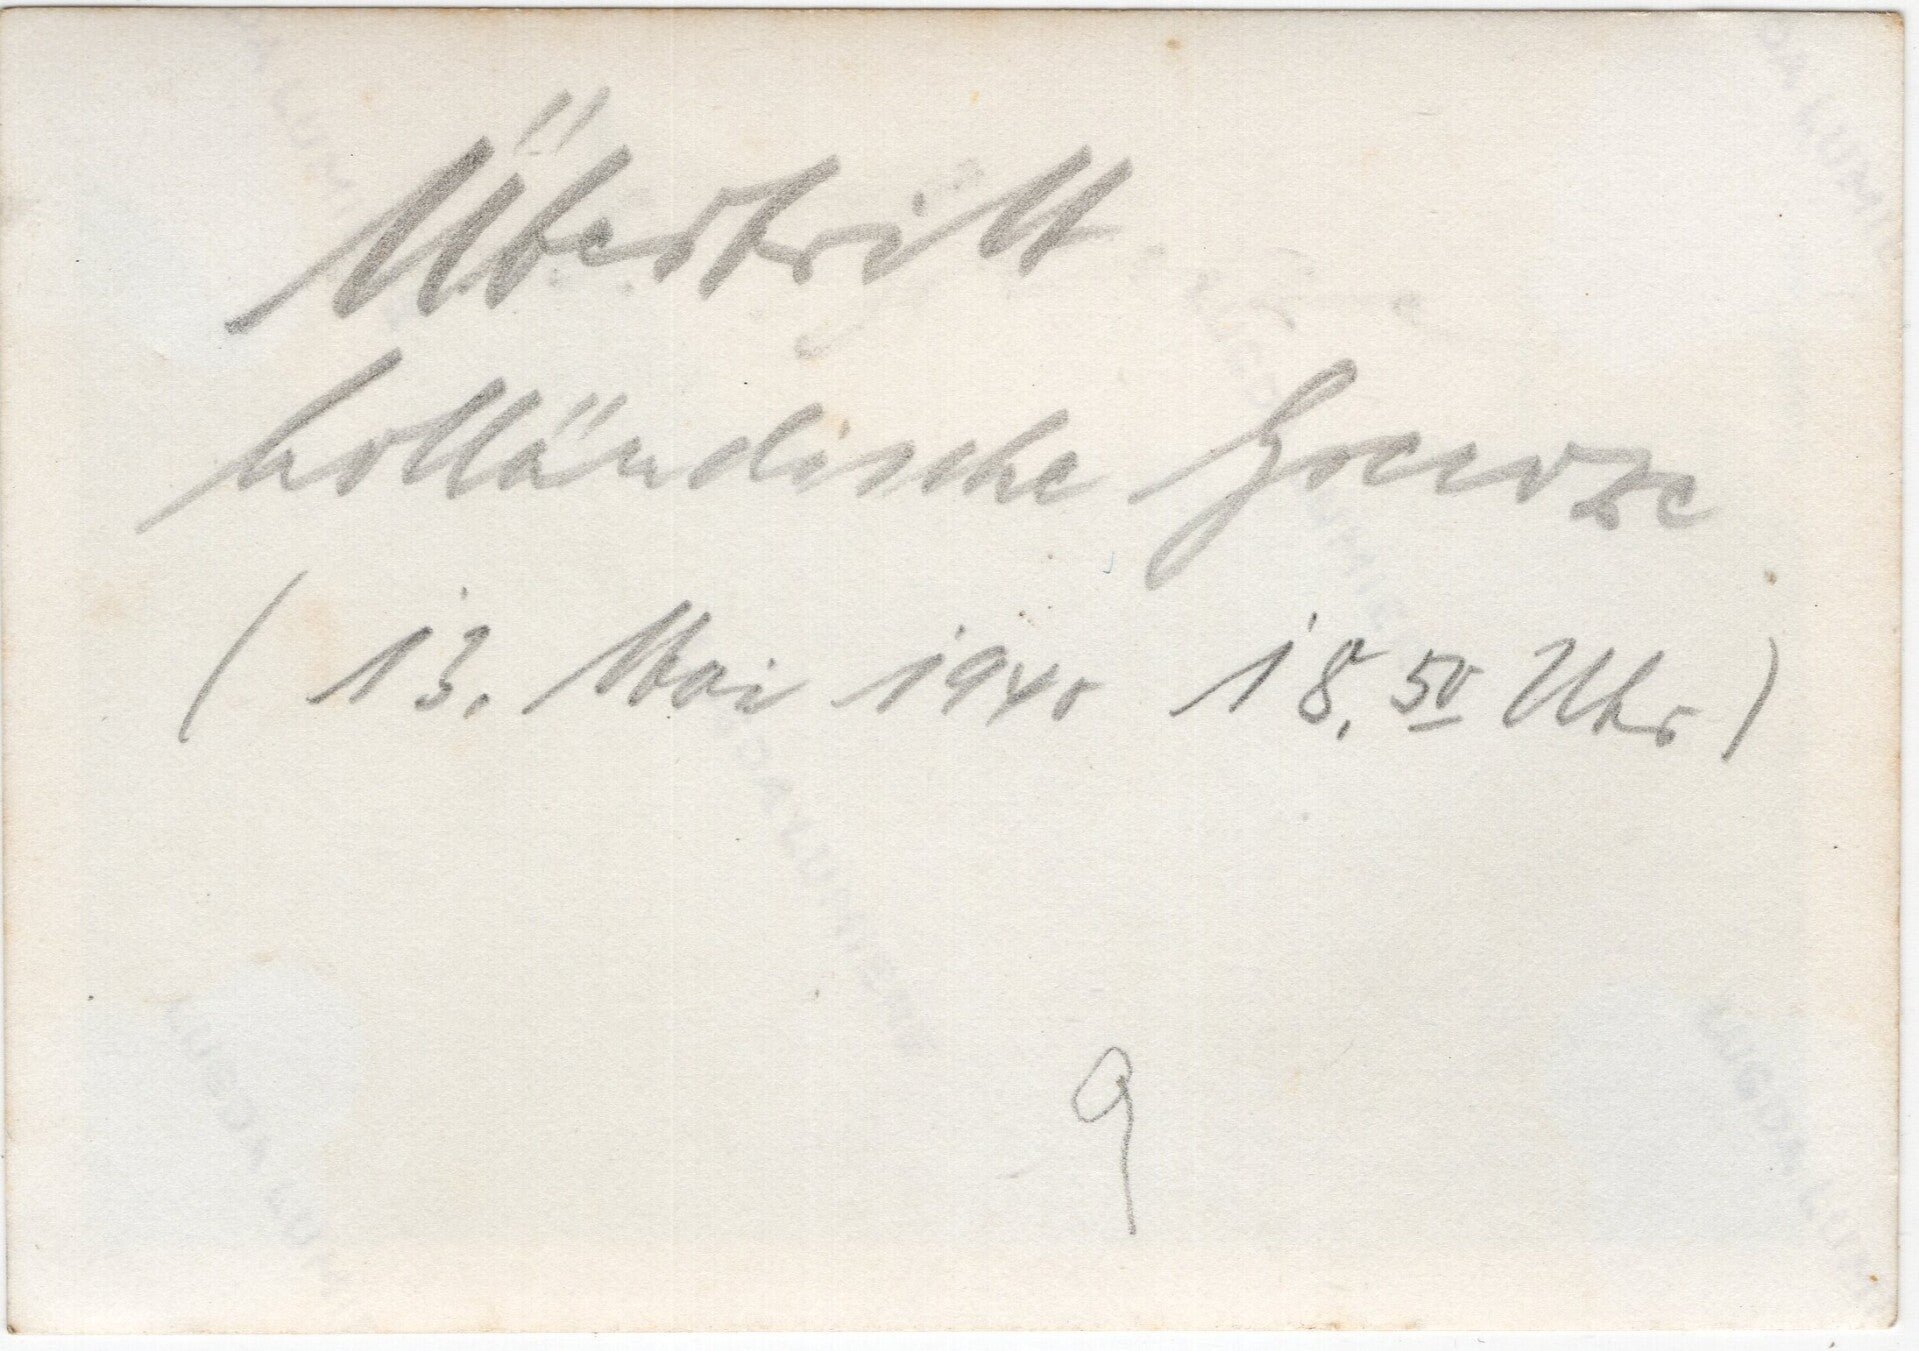 Übertritt
holländische Grenze
(13. Mai 1940 18.50 Uhr)
9